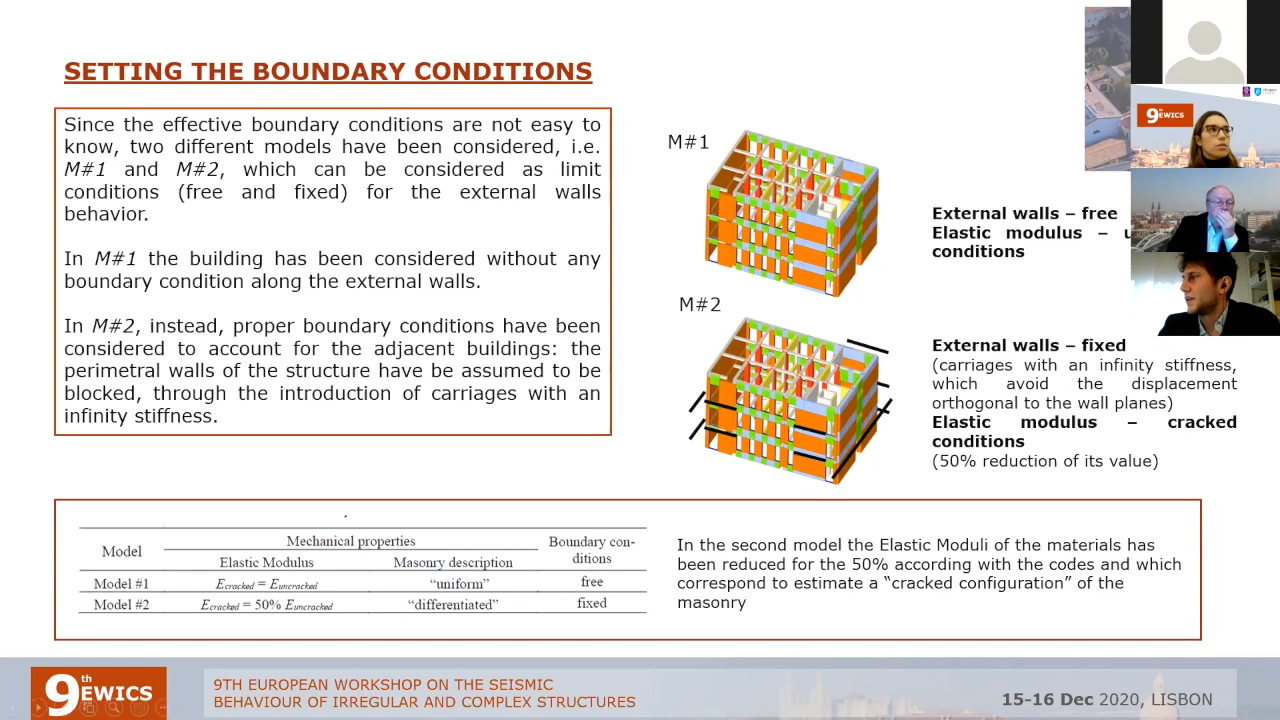 SETTING THE BOUNDARY CONDITIONS
Since the effective boundary conditions are not easy to
know, two different models have been considered, i.e.
M#1 and M#2, which can be considered as limit
conditions (free and fixed) for the external walls
behavior.
In M#1 the building has been considered without any
boundary condition along the external walls.
In M#2, instead, proper boundary conditions have been
considered to account for the adjacent buildings: the
perimetral walls of the structure have be assumed to be
blocked, through the introduction of carriages with an
infinity stiffness.
M#1
External walls – free
Elastic modulus –
conditions
M#2
External walls – fixed
(carriages with an infinity stiffness,
which avoid the displacement
orthogonal to the wall planes)
Elastic modulus – cracked
conditions
(50% reduction of its value)
9th EWICS
Model
Mechanical properties
Boundary con-
ditions
Elastic Modulus
Masonry description
Model #1 Ecracked = Euncracked "uniform" free
Model #2 Ecracked = 50% Euncracked "differentiated" fixed
In the second model the Elastic Moduli of the materials has
been reduced for the 50% according with the codes and which
correspond to estimate a “cracked configuration” of the
masonry
9th EWICS
9TH EUROPEAN WORKSHOP ON THE SEISMIC
BEHAVIOUR OF IRREGULAR AND COMPLEX STRUCTURES
15-16 Dec 2020, LISBON